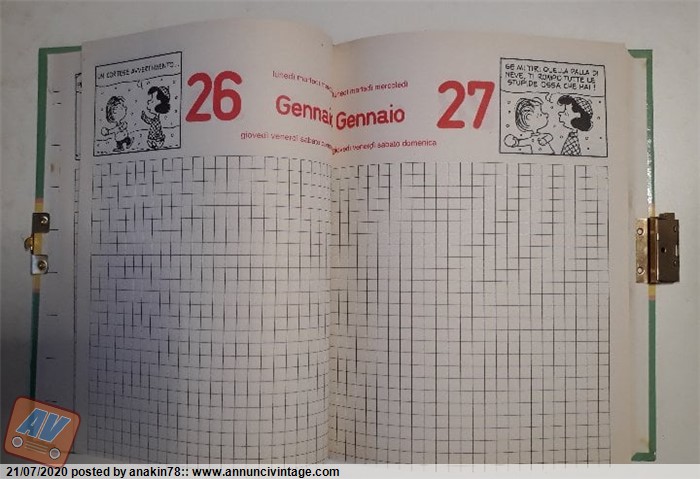 UN CORTESE AVVERTIMENTO...
26
lunedì martedì
Gennaio
giovedì venerdì sabato
lunedì martedì mercoledì
Gennaio
giovedì venerdì sabato domenica
27
SE MI TIRI QUELLA PALLA DI
NEVE, TI ROMPO TUTTE LE
STUPIDE OSSA CHE HAI!
AV
21/07/2020 posted by anakin78:: www.annuncivintage.com